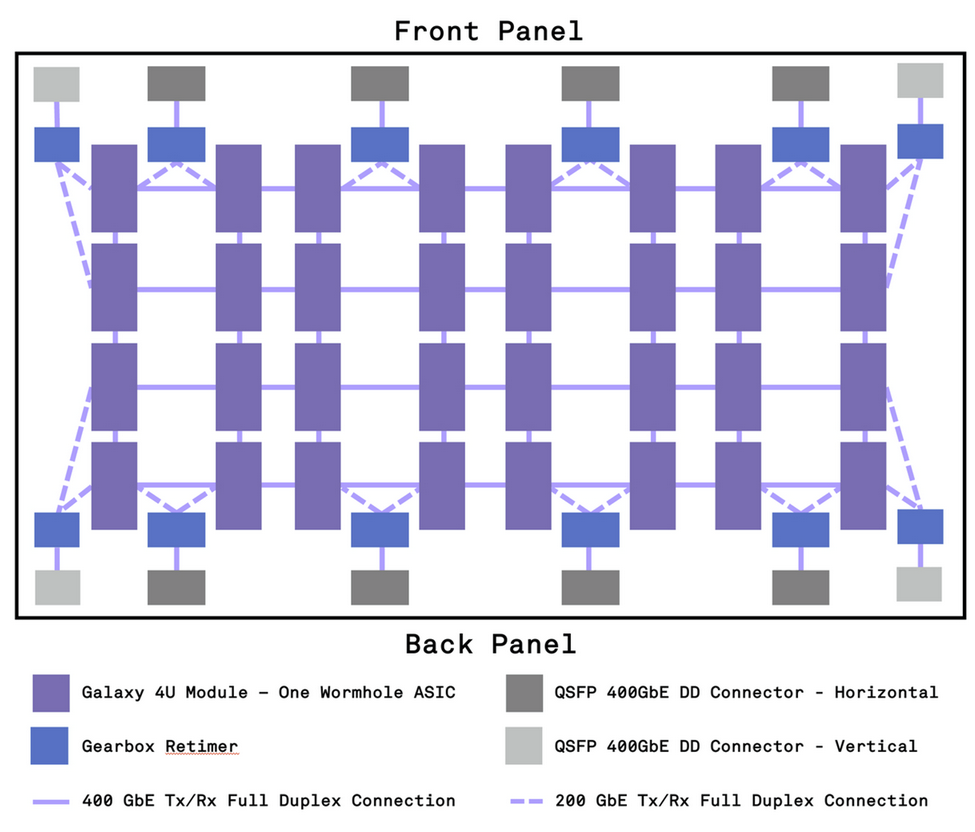 Front Panel
Back Panel
Galaxy 4U Module – One Wormhole ASIC
QSFP 400GbE DD Connector - Horizontal
Gearbox Retimer
QSFP 400GbE DD Connector - Vertical
400 GbE Tx/Rx Full Duplex Connection
200 GbE Tx/Rx Full Duplex Connection